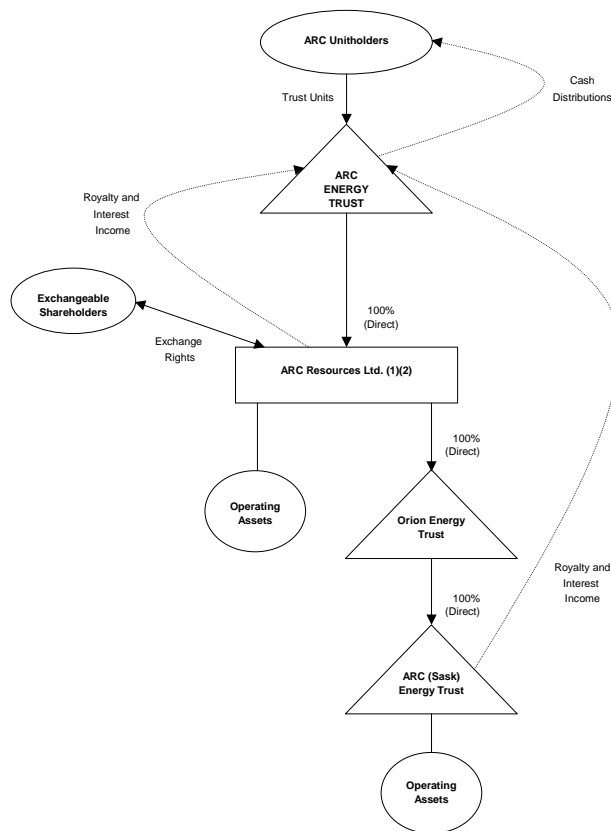 ARC Unitholders
Cash
Distributions
Trust Units
ARC
ENERGY
TRUST
Royalty and
Interest
Income
Exchangeable
Shareholders
100%
(Direct)
Exchange
Rights
ARC Resources Ltd. (1)(2)
100%
(Direct)
Operating
Assets
Orion Energy
Trust
Royalty and
Interest
Income
100%
(Direct)
ARC (Sask)
Energy Trust
Operating
Assets